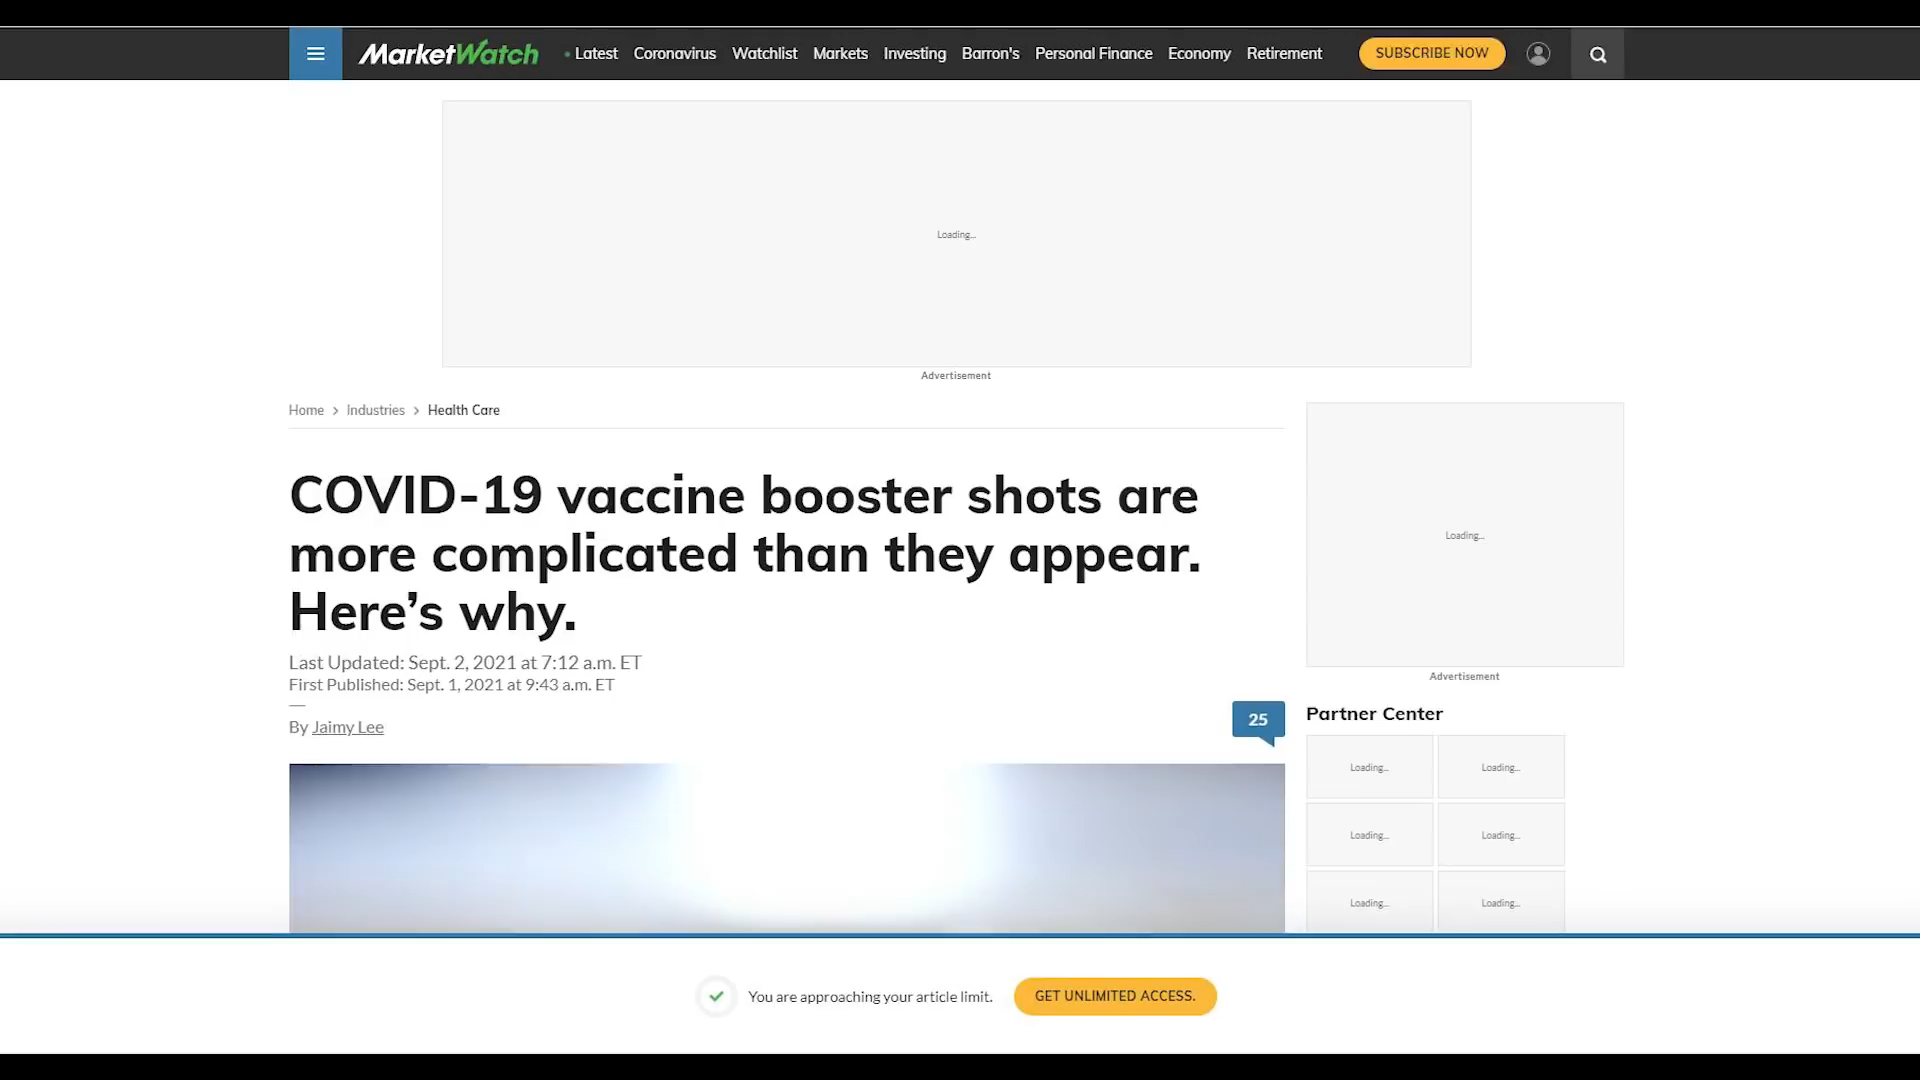 MarketWatch
Latest Coronavirus Watchlist Markets Investing Barron's Personal Finance Economy Retirement
SUBSCRIBE NOW
Loading...
Advertisement
Home > Industries > Health Care
COVID-19 vaccine booster shots are
more complicated than they appear.
Here’s why.
Last Updated: Sept. 2, 2021 at 7:12 a.m. ET
First Published: Sept. 1, 2021 at 9:43 a.m. ET
By Jaimy Lee
25
Loading...
Advertisement
Partner Center
Loading... Loading...
Loading... Loading...
Loading... Loading...
You are approaching your article limit.
GET UNLIMITED ACCESS.